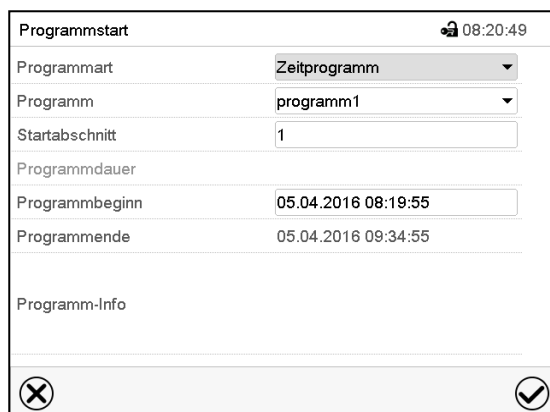 Programmstart 08:20:49
Programmart Zeitprogramm
Programm programm1
Startabschnitt 1
Programmdauer
Programmbeginn 05.04.2016 08:19:55
Programmende 05.04.2016 09:34:55
Programm-Info